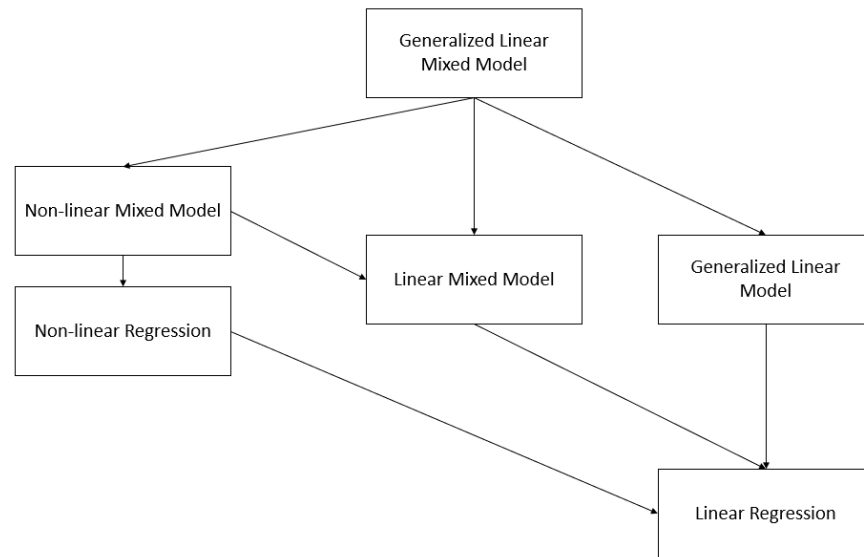 Generalized Linear
Mixed Model
Non-linear Mixed Model
Linear Mixed Model
Generalized Linear
Model
Non-linear Regression
Linear Regression